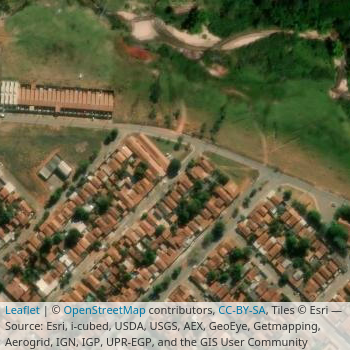 Leaflet | © OpenStreetMap contributors, CC-BY-SA, Tiles © Esri —
Source: Esri, i-cubed, USDA, USGS, AEX, GeoEye, Getmapping,
Aerogrid, IGN, IGP, UPR-EGP, and the GIS User Community